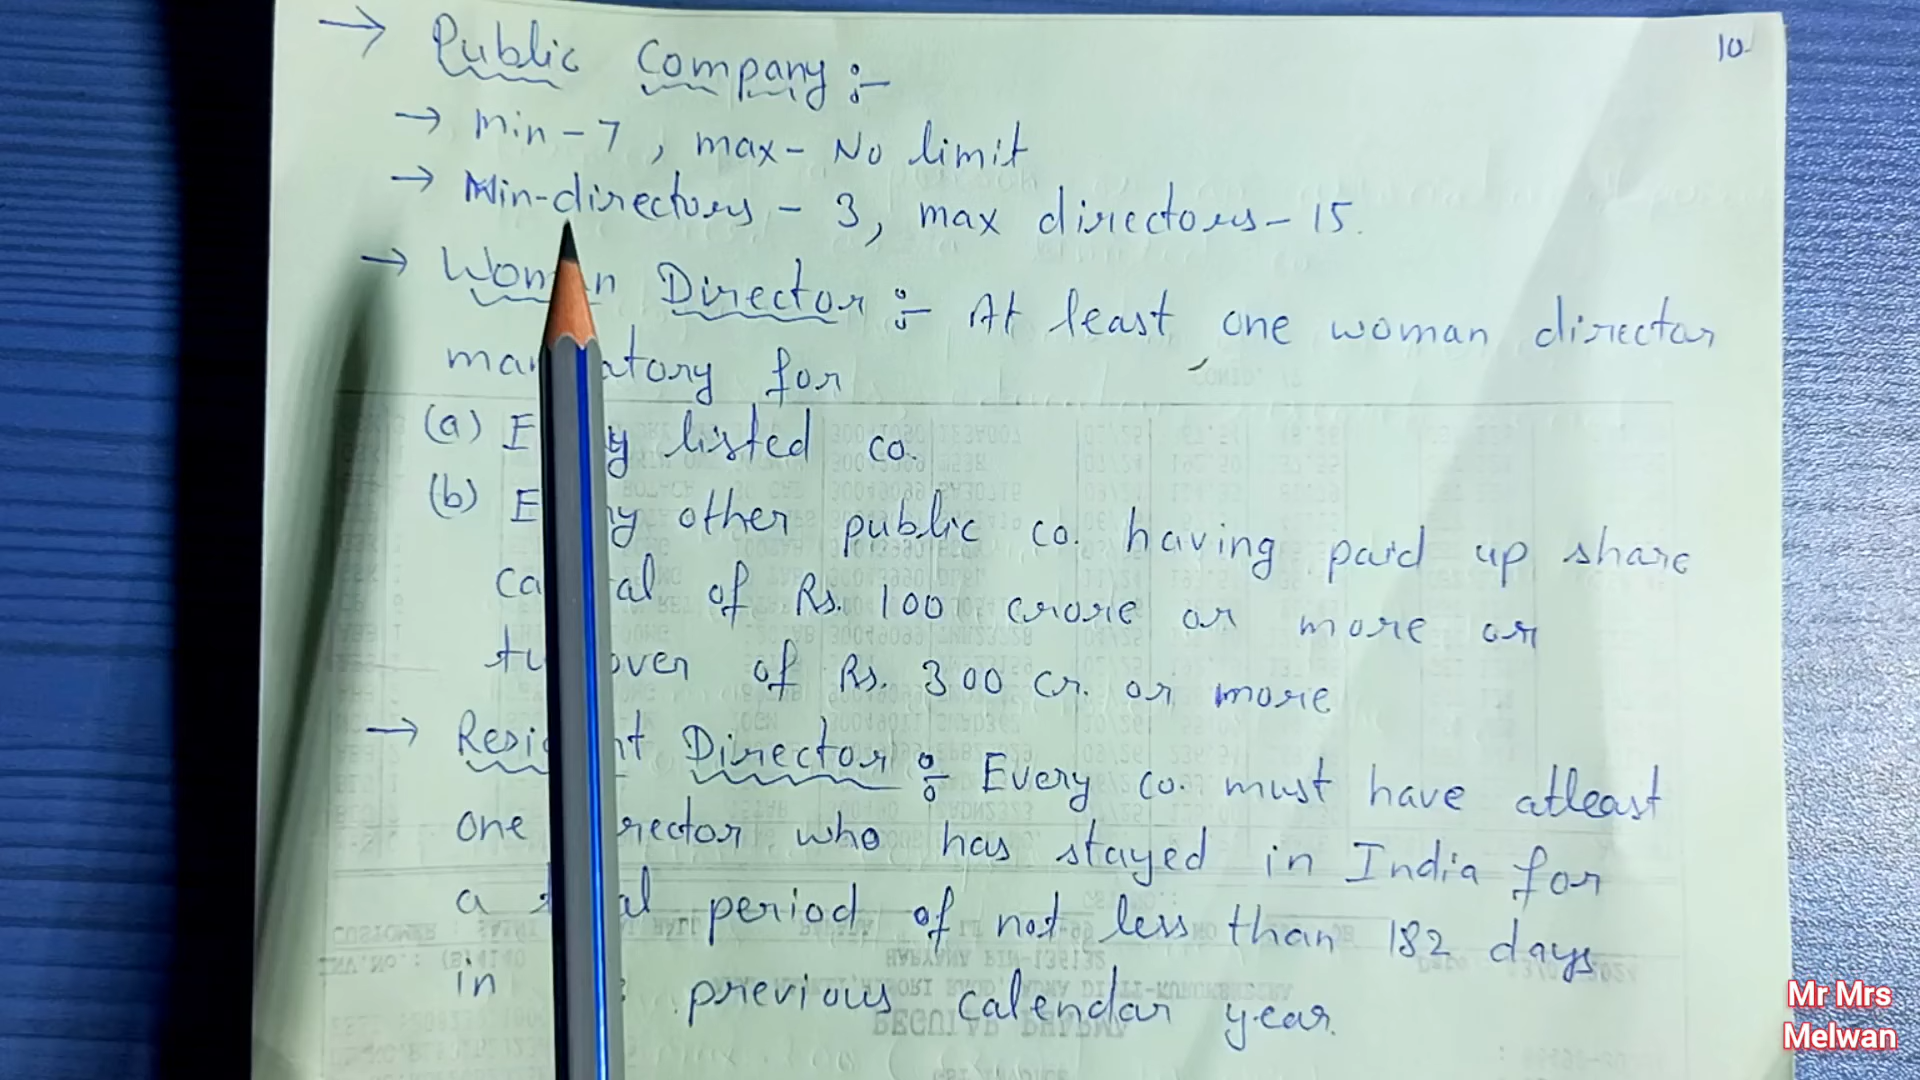 10
→ Public Company :-
→ Min - 7 , max - No limit
→ Min-directors - 3, max directors - 15.
→ Woman Director :- At least one woman director
for
(a) listed co.
(b) other public co. having paid up share
of Rs. 100 crore or more or
of Rs. 300 cr. or more
→ Director :- Every co. must have atleast
one who has stayed in India for
a period of not less than 182 days
in previous calendar year.
Mr Mrs
Melwan